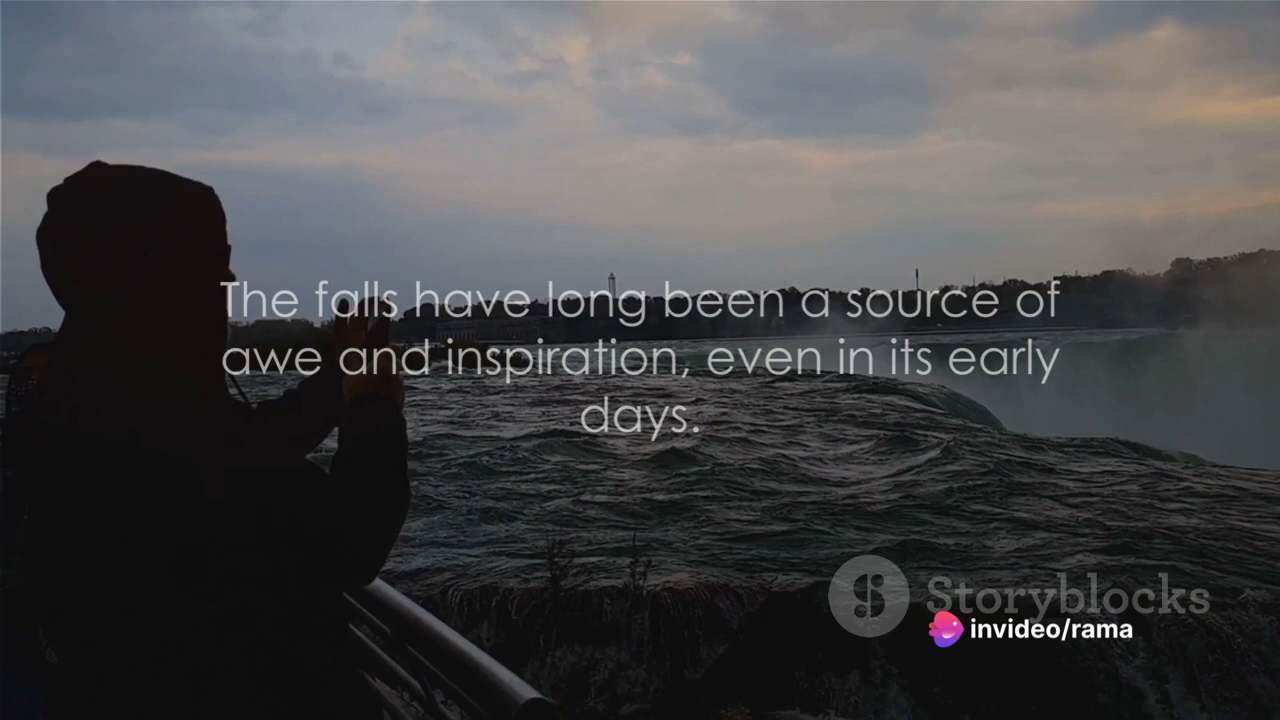 The falls have long been a source of
awe and inspiration, even in its early
days.
Storyblocks
invideo/rama